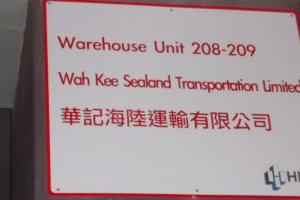 Warehouse Unit 208-209
Wah Kee Sealand Transportation Limited
華記海陸運輸有限公司